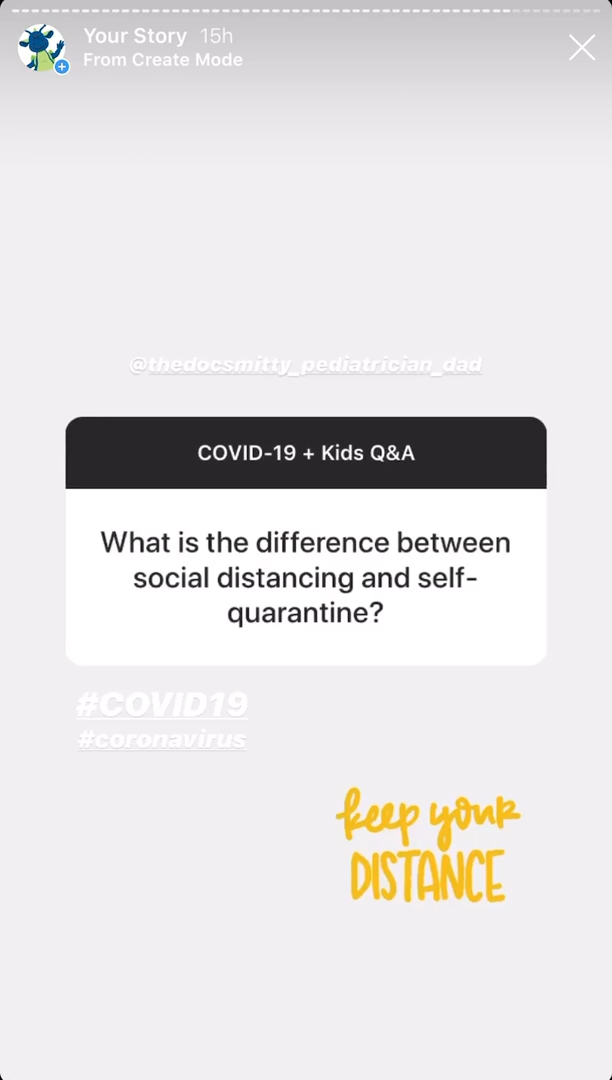 Your Story 15h
From Create Mode
@thedocsmitty_pediatrician_dad
COVID-19 + Kids Q&A
What is the difference between
social distancing and self-
quarantine?
#COVID19
#coronavirus
keep your
DISTANCE